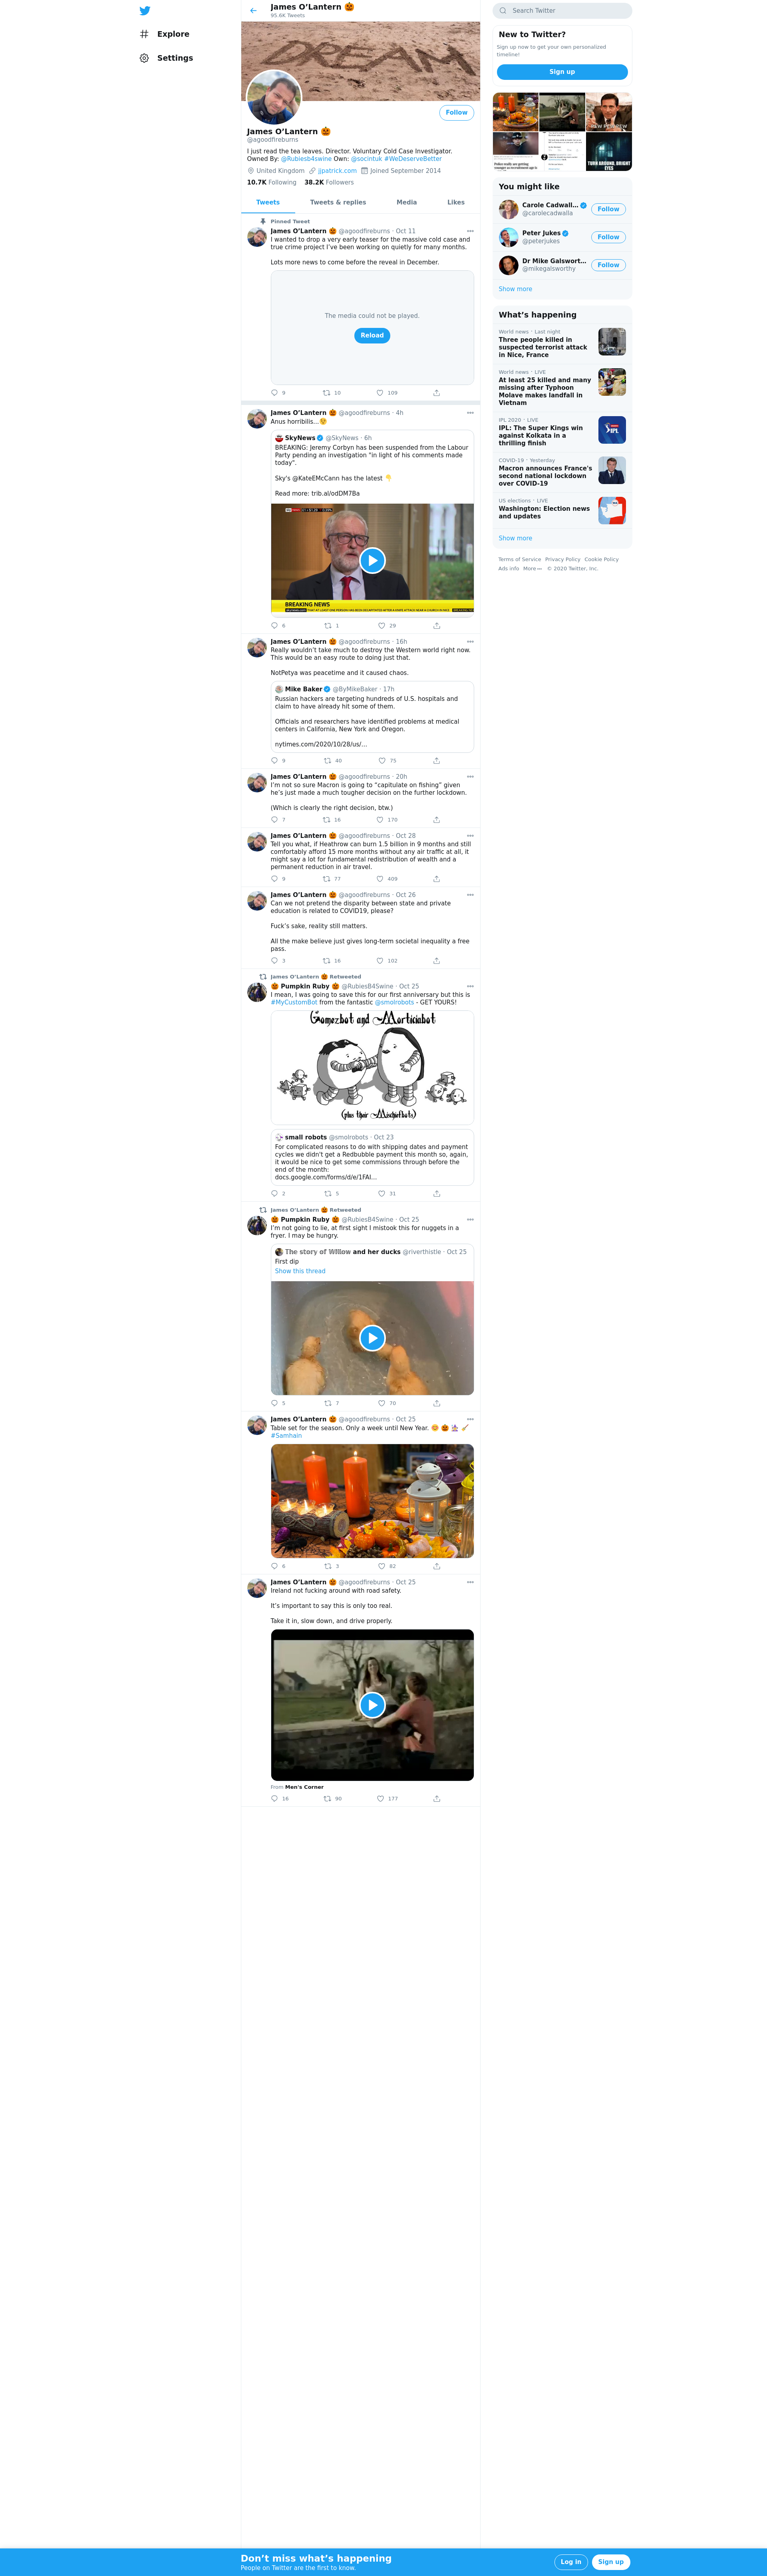 James O'Lantern 🎃
95.6K Tweets
Explore
Settings
Follow
James O'Lantern 🎃
@agoodfireburns
I just read the tea leaves. Director. Voluntary Cold Case Investigator.
Owned By: @Rubiesb4swine Own: @socintuk #WeDeserveBetter
United Kingdom jjpatrick.com Joined September 2014
10.7K Following 38.2K Followers
Tweets Tweets & replies Media Likes
Pinned Tweet
James O'Lantern 🎃 @agoodfireburns · Oct 11
I wanted to drop a very early teaser for the massive cold case and
true crime project I've been working on quietly for many months.
Lots more news to come before the reveal in December.
The media could not be played.
Reload
9 10 109
James O'Lantern 🎃 @agoodfireburns · 4h
Anus horribilis...😉
SkyNews @SkyNews · 6h
BREAKING: Jeremy Corbyn has been suspended from the Labour
Party pending an investigation "in light of his comments made
today".
Sky's @KateEMcCann has the latest 👇
Read more: trib.al/odDM7Ba
BREAKING NEWS
6 1 29
James O'Lantern 🎃 @agoodfireburns · 16h
Really wouldn't take much to destroy the Western world right now.
This would be an easy route to doing just that.
NotPetya was peacetime and it caused chaos.
Mike Baker @ByMikeBaker · 17h
Russian hackers are targeting hundreds of U.S. hospitals and
claim to have already hit some of them.
Officials and researchers have identified problems at medical
centers in California, New York and Oregon.
nytimes.com/2020/10/28/us/...
9 40 75
James O'Lantern 🎃 @agoodfireburns · 20h
I'm not so sure Macron is going to "capitulate on fishing" given
he's just made a much tougher decision on the further lockdown.
(Which is clearly the right decision, btw.)
7 16 170
James O'Lantern 🎃 @agoodfireburns · Oct 28
Tell you what, if Heathrow can burn 1.5 billion in 9 months and still
comfortably afford 15 more months without any air traffic at all, it
might say a lot for fundamental redistribution of wealth and a
permanent reduction in air travel.
9 77 409
James O'Lantern 🎃 @agoodfireburns · Oct 26
Can we not pretend the disparity between state and private
education is related to COVID19, please?
Fuck's sake, reality still matters.
All the make believe just gives long-term societal inequality a free
pass.
3 16 102
James O'Lantern 🎃 Retweeted
🎃 Pumpkin Ruby 🎃 @RubiesB4Swine · Oct 25
I mean, I was going to save this for our first anniversary but this is
#MyCustomBot from the fantastic @smolrobots - GET YOURS!
Gomezbot and Morticiabot
(plus their Mischiefbots)
small robots @smolrobots · Oct 23
For complicated reasons to do with shipping dates and payment
cycles we didn't get a Redbubble payment this month so, again,
it would be nice to get some commissions through before the
end of the month:
docs.google.com/forms/d/e/1FAI...
2 5 31
James O'Lantern 🎃 Retweeted
🎃 Pumpkin Ruby 🎃 @RubiesB4Swine · Oct 25
I'm not going to lie, at first sight I mistook this for nuggets in a
fryer. I may be hungry.
The story of Willow and her ducks @riverthistle · Oct 25
First dip
Show this thread
5 7 70
James O'Lantern 🎃 @agoodfireburns · Oct 25
Table set for the season. Only a week until New Year.
#Samhain
6 3 82
James O'Lantern 🎃 @agoodfireburns · Oct 25
Ireland not fucking around with road safety.
It's important to say this is only too real.
Take it in, slow down, and drive properly.
From Men's Corner
16 90 177
Search Twitter
New to Twitter?
Sign up now to get your own personalized
timeline!
Sign up
TURN AROUND, BRIGHT
EYES
You might like
Carole Cadwall...
@carolecadwalla
Follow
Peter Jukes
@peterjukes
Follow
Dr Mike Galswort...
@mikegalsworthy
Follow
Show more
What's happening
World news · Last night
Three people killed in
suspected terrorist attack
in Nice, France
World news · LIVE
At least 25 killed and many
missing after Typhoon
Molave makes landfall in
Vietnam
IPL 2020 · LIVE
IPL: The Super Kings win
against Kolkata in a
thrilling finish
IPL
COVID-19 · Yesterday
Macron announces France's
second national lockdown
over COVID-19
US elections · LIVE
Washington: Election news
and updates
Show more
Terms of Service Privacy Policy Cookie Policy
Ads info More © 2020 Twitter, Inc.
Don't miss what's happening
People on Twitter are the first to know.
Log in Sign up